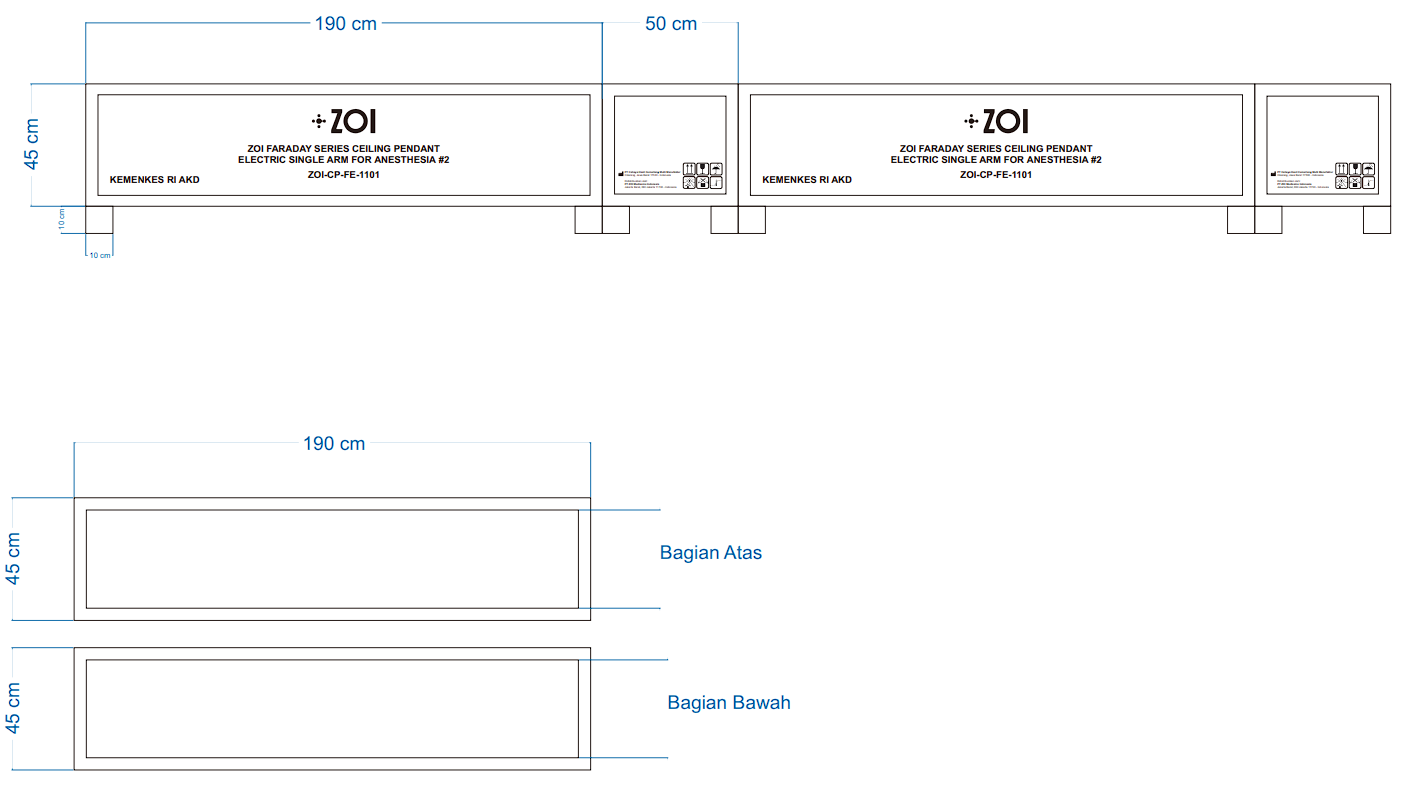 190 cm
50 cm
45 cm
ZOI
ZOI FARADAY SERIES CEILING PENDANT
ELECTRIC SINGLE ARM FOR ANESTHESIA #2
ZOI-CP-FE-1101
KEMENKES RI AKD
ZOI
ZOI FARADAY SERIES CEILING PENDANT
ELECTRIC SINGLE ARM FOR ANESTHESIA #2
ZOI-CP-FE-1101
KEMENKES RI AKD
10 cm
10 cm
190 cm
45 cm
Bagian Atas
45 cm
Bagian Bawah